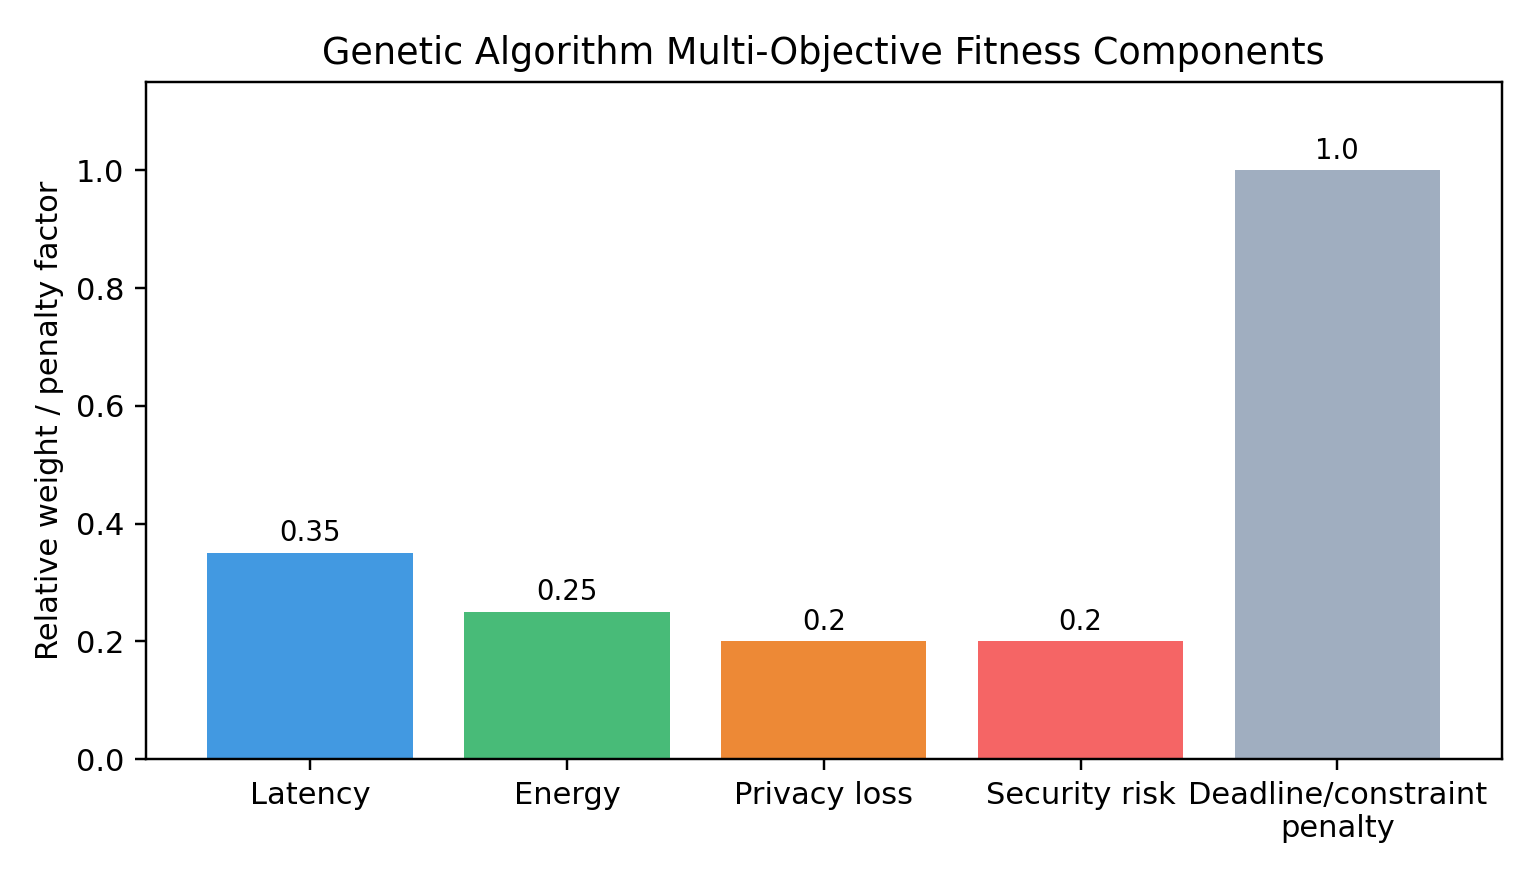 Genetic Algorithm Multi-Objective Fitness Components
Relative weight / penalty factor
1.0
0.8
0.6
0.4
0.2
0.0
0.35
0.25
0.2
0.2
1.0
Latency
Energy
Privacy loss
Security risk
Deadline/constraint
penalty